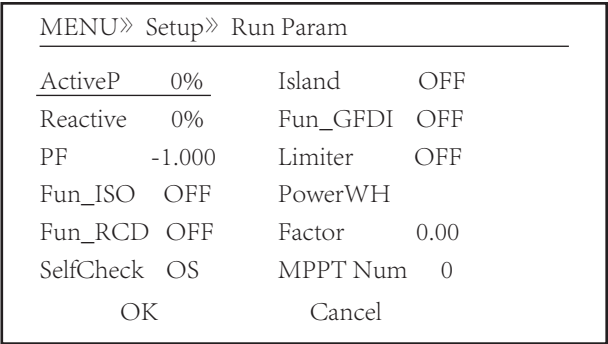 MENU» Setup» Run Param
ActiveP 0% Island OFF
Reactive 0% Fun_GFDI OFF
PF -1.000 Limiter OFF
Fun_ISO OFF PowerWH
Fun_RCD OFF Factor 0.00
SelfCheck OS MPPT Num 0
OK Cancel